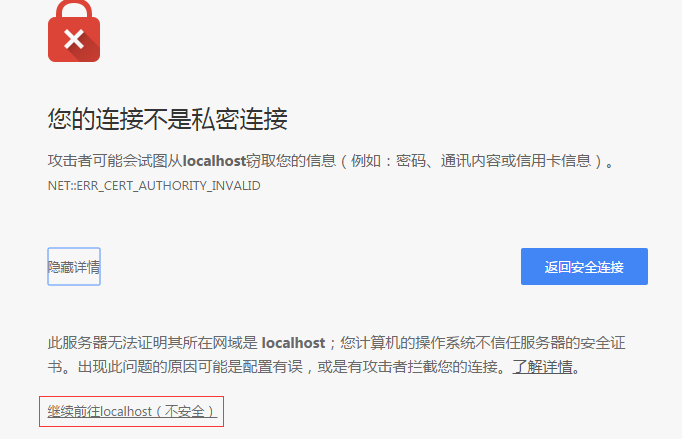 您的连接不是私密连接
攻击者可能会试图从localhost窃取您的信息（例如：密码、通讯内容或信用卡信息）。
NET::ERR_CERT_AUTHORITY_INVALID
隐藏详情
返回安全连接
此服务器无法证明其所在网域是 localhost；您计算机的操作系统不信任服务器的安全证
书。出现此问题的原因可能是配置有误，或是有攻击者拦截您的连接。了解详情。
继续前往localhost（不安全）